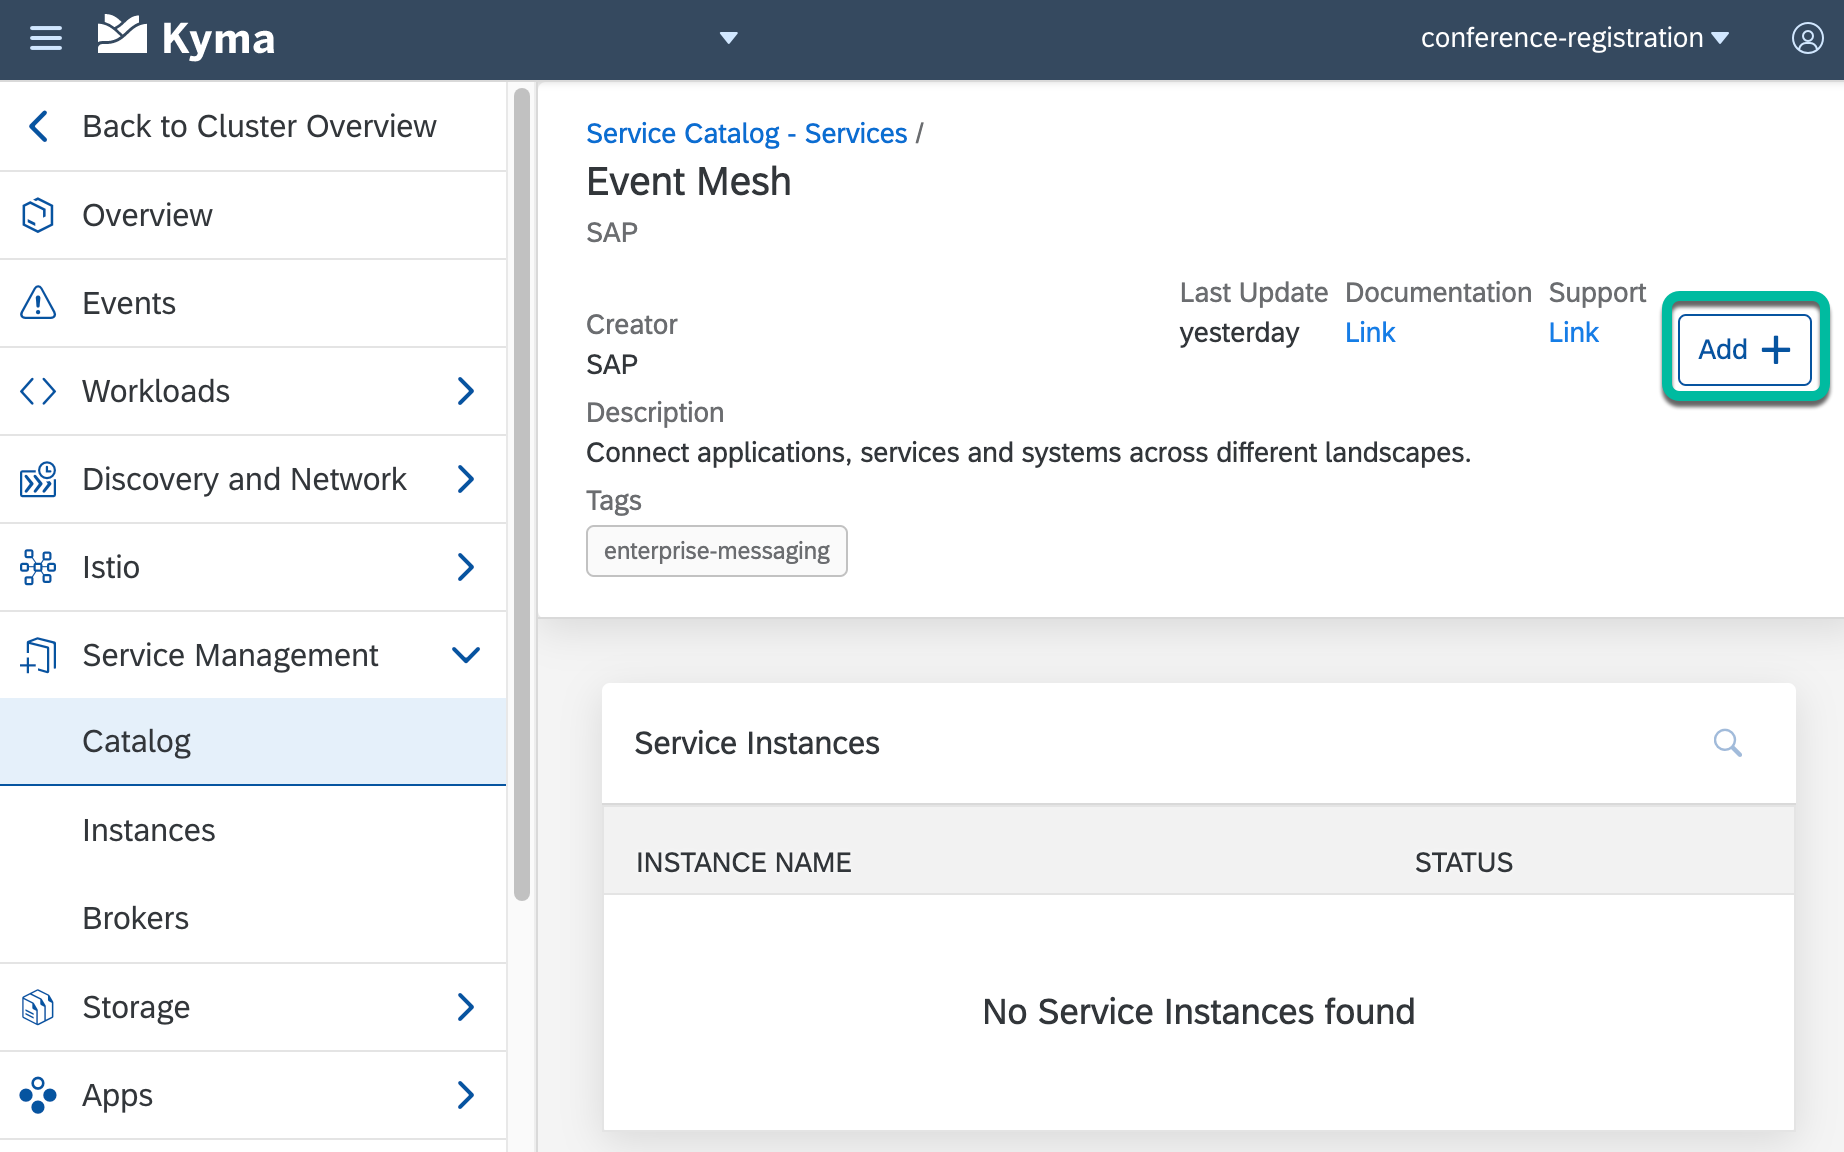 Kyma
conference-registration
Back to Cluster Overview
Overview
Events
Workloads
Discovery and Network
Istio
Service Management
Catalog
Instances
Brokers
Storage
Apps
Service Catalog - Services /
Event Mesh
SAP
Creator
SAP
Last Update
yesterday
Documentation
Link
Support
Link
Add
Description
Connect applications, services and systems across different landscapes.
Tags
enterprise-messaging
Service Instances
INSTANCE NAME STATUS
No Service Instances found